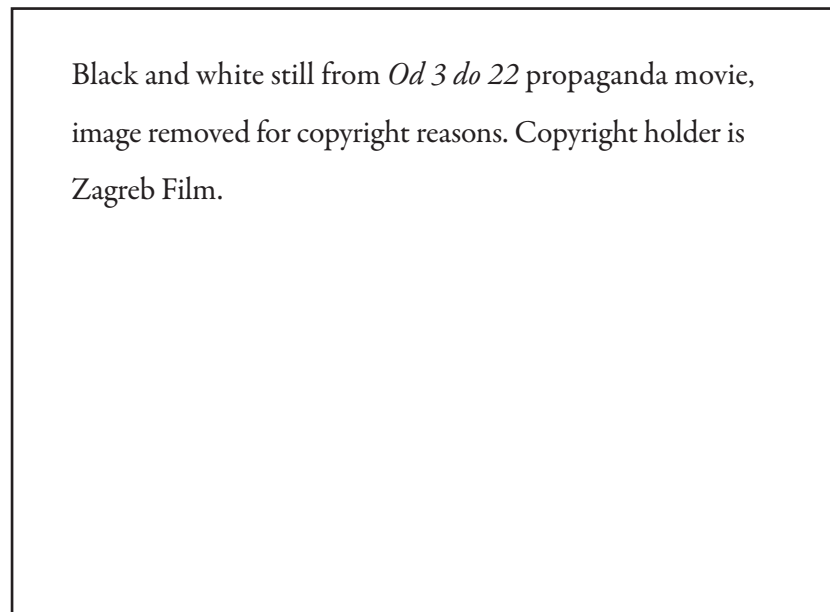 Black and white still from Od 3 do 22 propaganda movie,
image removed for copyright reasons. Copyright holder is
Zagreb Film.